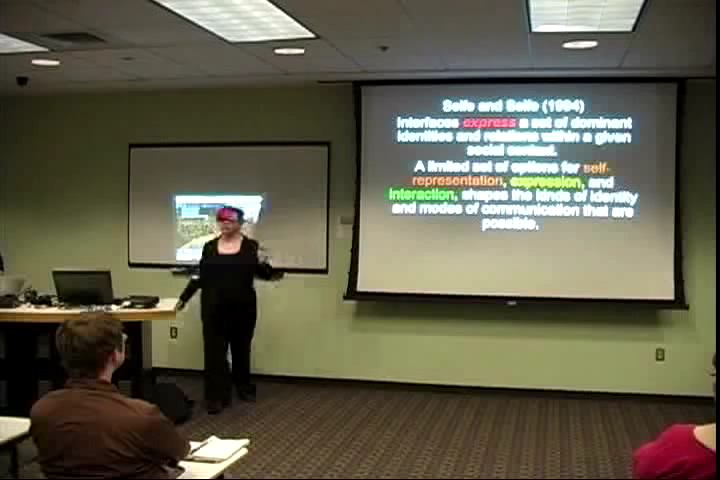 Selfe and Selfe (1994)
Interfaces express a set of dominant
identities and relations within a given
social context.
A limited set of options for self-
representation, expression, and
interaction, shapes the kinds of identity
and modes of communication that are
possible.